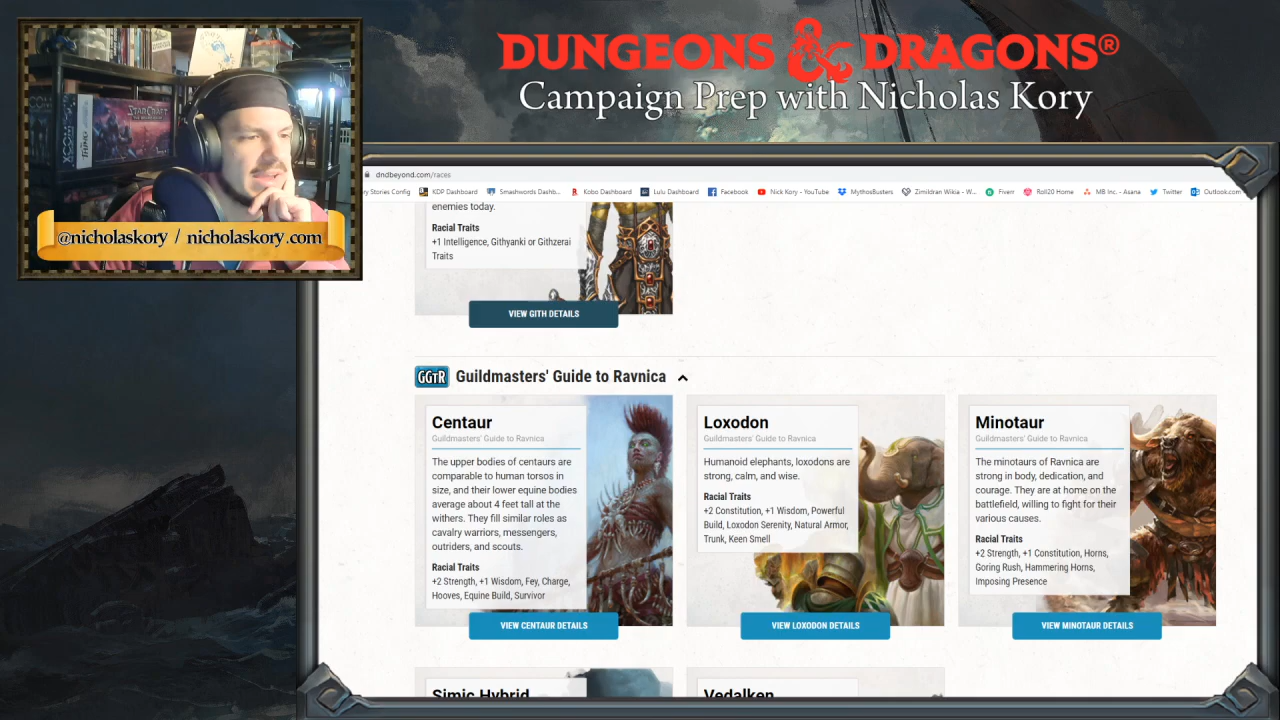 DUNGEONS & DRAGONS®
Campaign Prep with Nicholas Kory
STARCRAFT
XCOM
THE THING
@nicholaskory / nicholaskory.com
dndbeyond.com/races
ry Stories Config KDP Dashboard Smashwords Dashb... Kobo Dashboard Lulu Dashboard Facebook Nick Kory - YouTube MythosBusters Zimildran Wikia - W... Fiverr Roll20 Home MB Inc. - Asana Twitter Outlook.com
enemies today.
Racial Traits
+1 Intelligence, Githyanki or Githzerai
Traits
VIEW GITH DETAILS
GGTR Guildmasters' Guide to Ravnica
Centaur
Guildmasters' Guide to Ravnica
The upper bodies of centaurs are
comparable to human torsos in
size, and their lower equine bodies
average about 4 feet tall at the
withers. They fill similar roles as
cavalry warriors, messengers,
outriders, and scouts.
Racial Traits
+2 Strength, +1 Wisdom, Fey, Charge,
Hooves, Equine Build, Survivor
VIEW CENTAUR DETAILS
Loxodon
Guildmasters' Guide to Ravnica
Humanoid elephants, loxodons are
strong, calm, and wise.
Racial Traits
+2 Constitution, +1 Wisdom, Powerful
Build, Loxodon Serenity, Natural Armor,
Trunk, Keen Smell
VIEW LOXODON DETAILS
Minotaur
Guildmasters' Guide to Ravnica
The minotaurs of Ravnica are
strong in body, dedication, and
courage. They are at home on the
battlefield, willing to fight for their
various causes.
Racial Traits
+2 Strength, +1 Constitution, Horns,
Goring Rush, Hammering Horns,
Imposing Presence
VIEW MINOTAUR DETAILS
Simic Hybrid
Vedalken